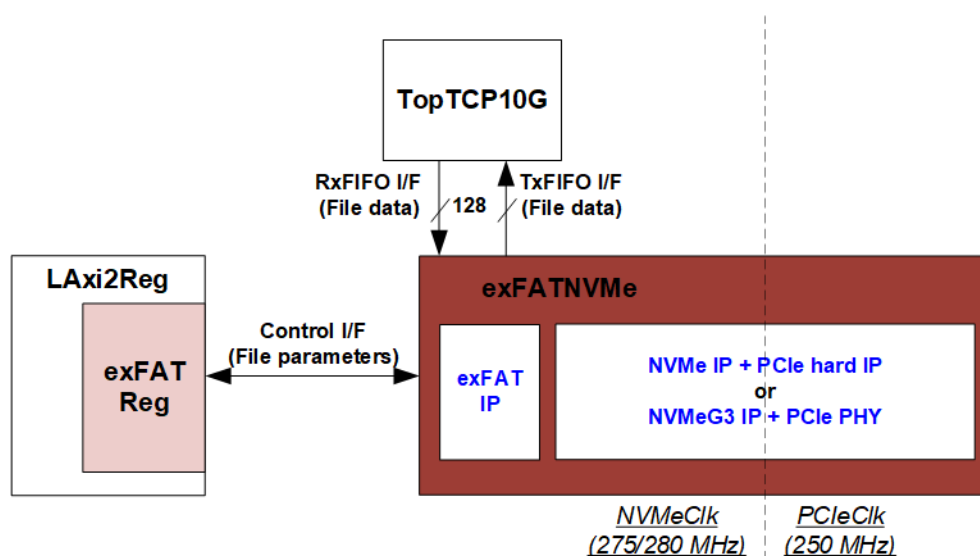 TopTCP10G
RxFIFO I/F
(File data)
128
TxFIFO I/F
(File data)
LAxi2Reg
exFAT
Reg
Control I/F
(File parameters)
exFATNVMe
exFAT
IP
NVMe IP + PCIe hard IP
or
NVMeG3 IP + PCIe PHY
NVMeClk
(275/280 MHz)
PCIeClk
(250 MHz)